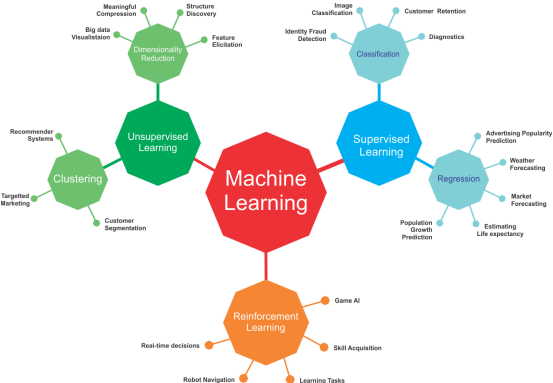 Meaningful
Compression
Structure
Discovery
Big data
Visualistaion
Feature
Elicitation
Dimensionality
Reduction
Image
Classification
Customer Retention
Identity Fraud
Detection
Diagnostics
Classification
Unsupervised
Learning
Supervised
Learning
Recommender
Systems
Clustering
Targetted
Marketing
Customer
Segmentation
Machine
Learning
Advertising Popularity
Prediction
Weather
Forecasting
Regression
Market
Forecasting
Population
Growth
Prediction
Estimating
Life expectancy
Reinforcement
Learning
Game AI
Real-time decisions
Skill Acquisition
Robot Navigation
Learning Tasks